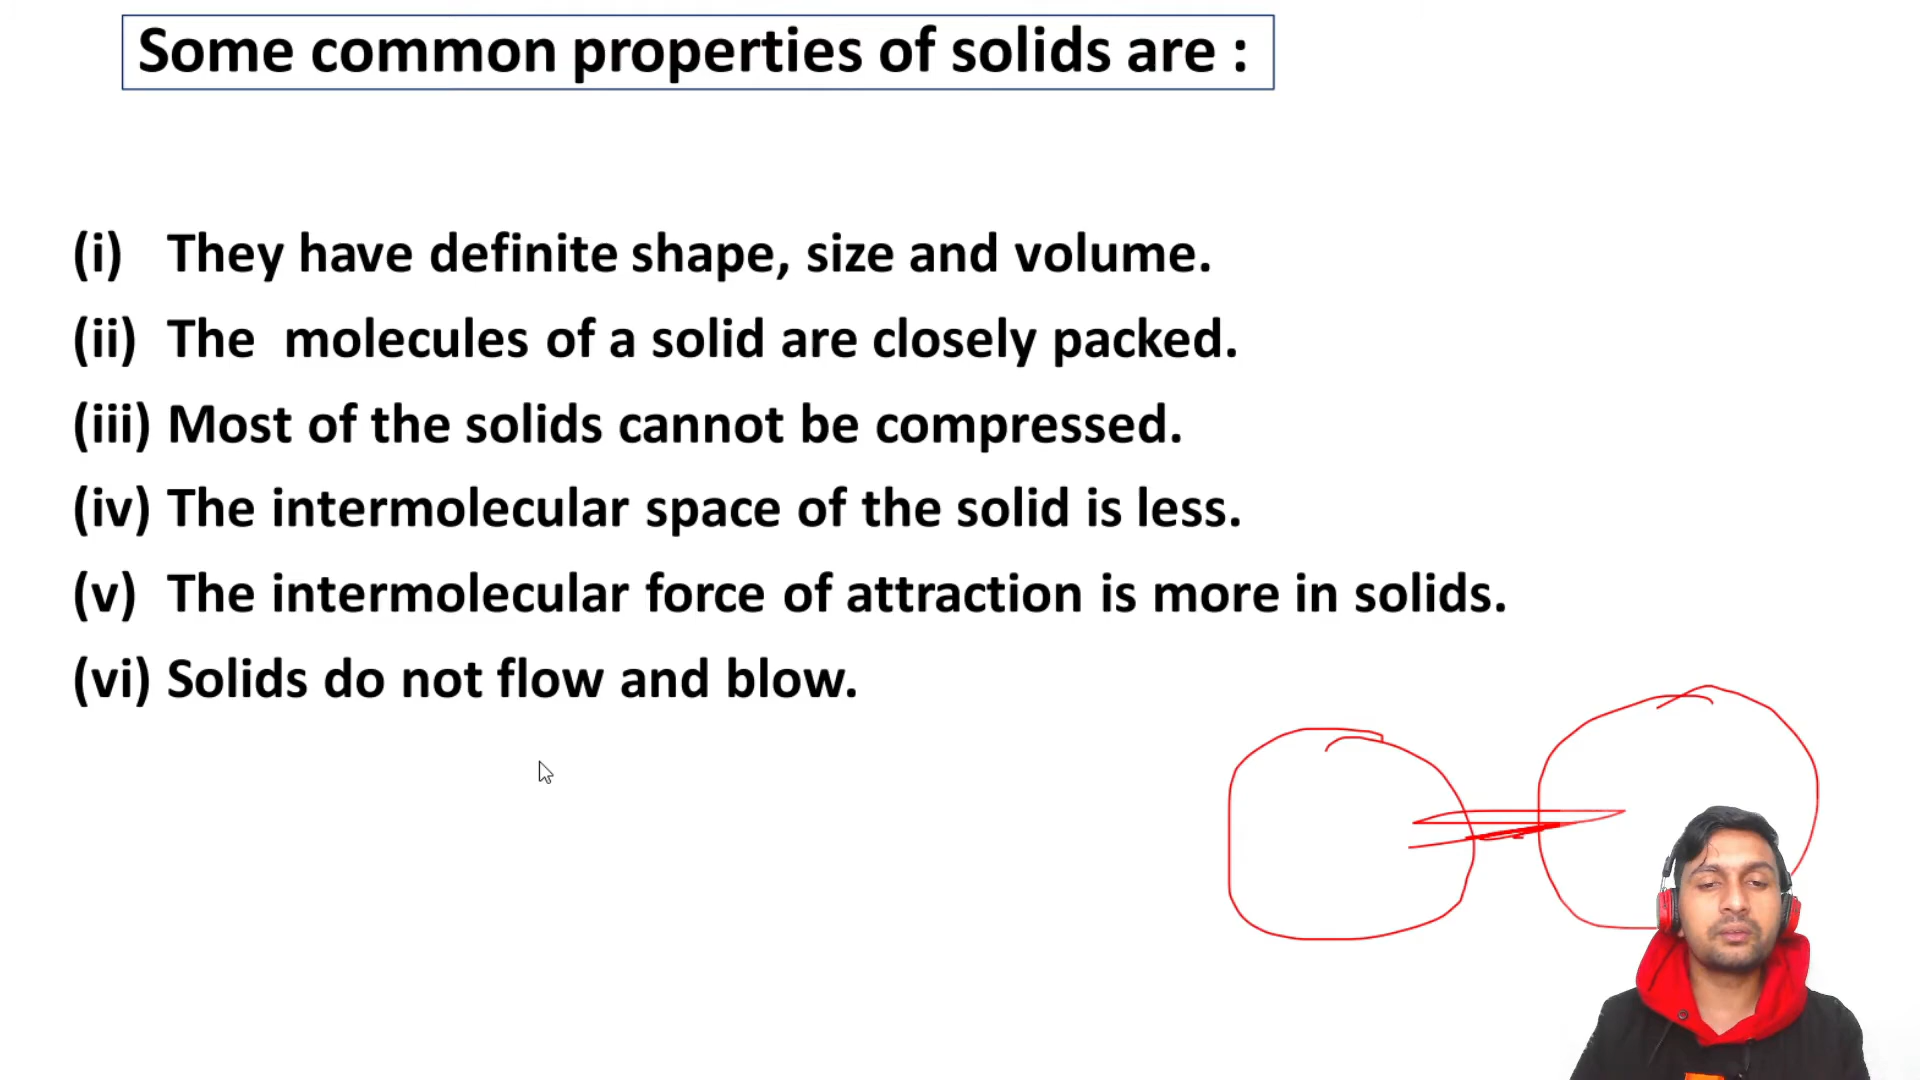 Some common properties of solids are :
(i) They have definite shape, size and volume.
(ii) The molecules of a solid are closely packed.
(iii) Most of the solids cannot be compressed.
(iv) The intermolecular space of the solid is less.
(v) The intermolecular force of attraction is more in solids.
(vi) Solids do not flow and blow.